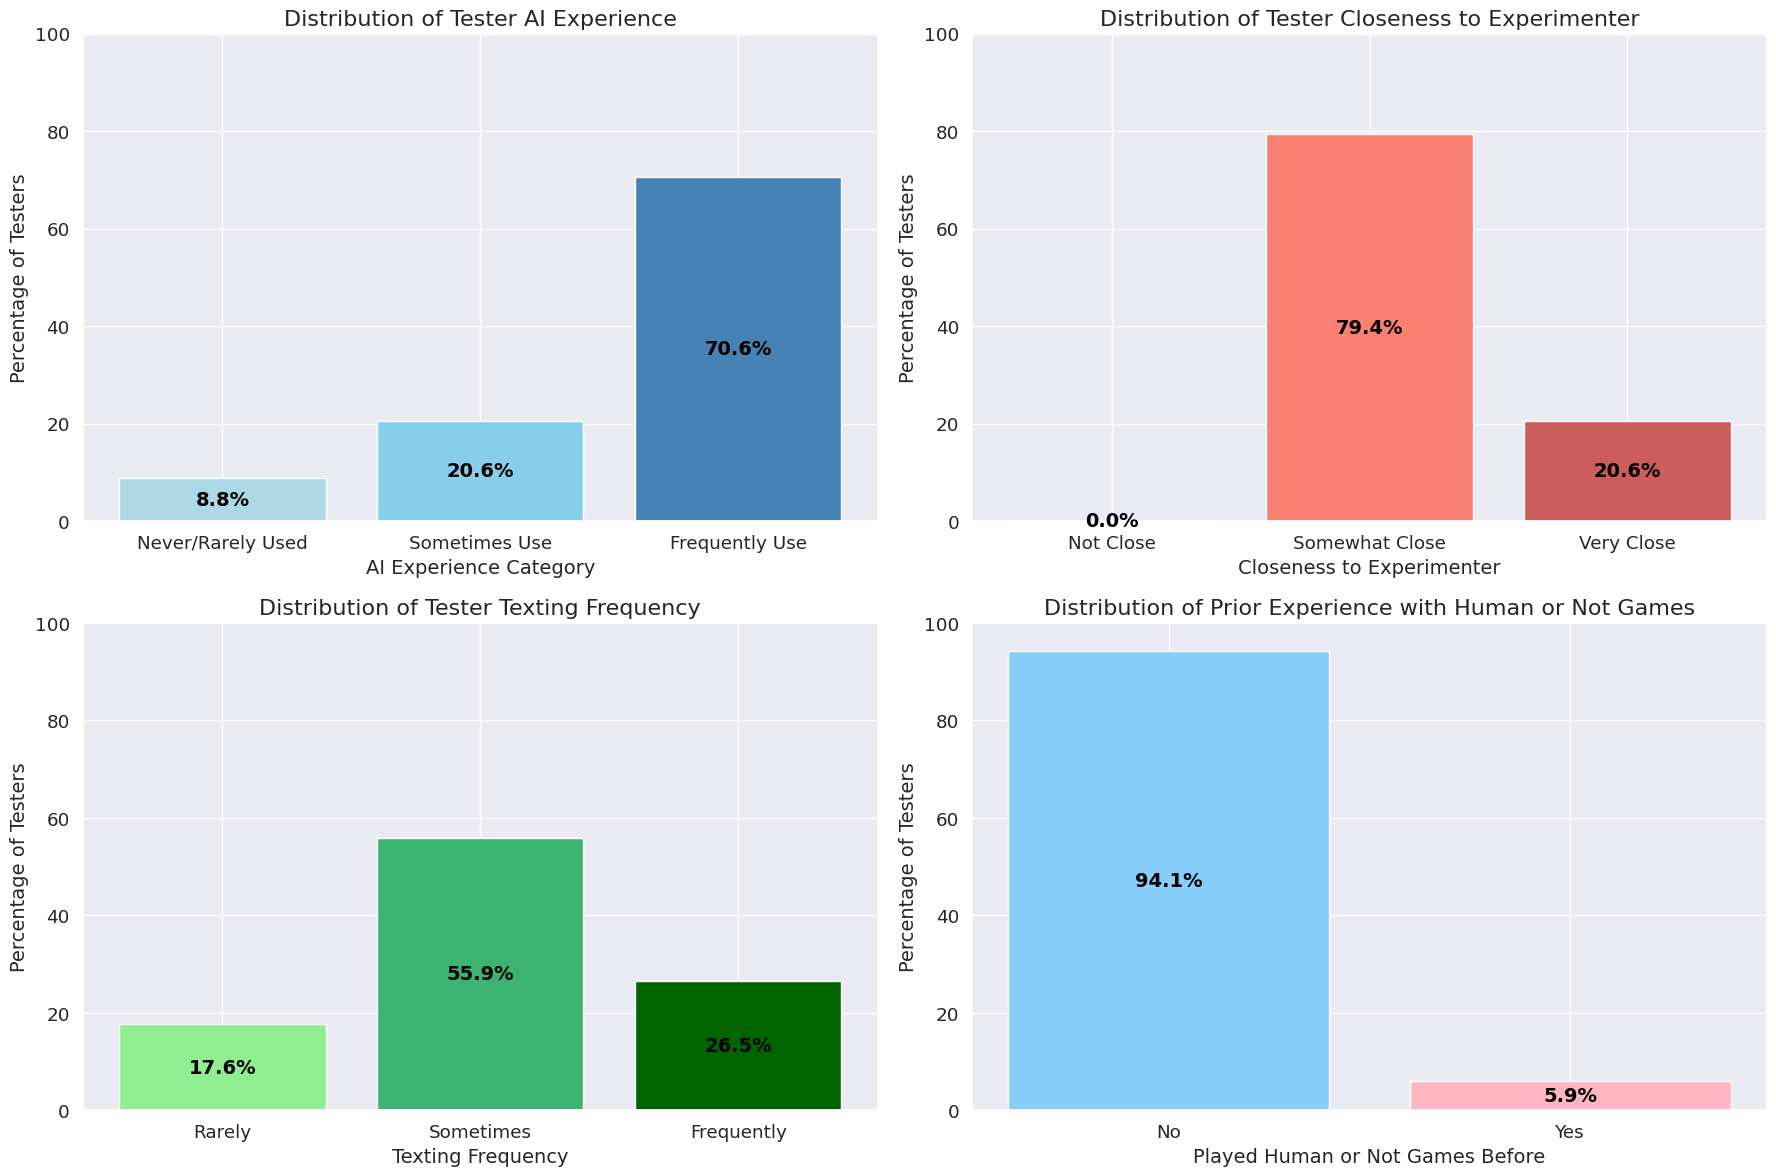 Distribution of Tester AI Experience
100
80
60
40
20
0
Percentage of Testers
8.8%
20.6%
70.6%
Never/Rarely Used
Sometimes Use
Frequently Use
AI Experience Category
Distribution of Tester Closeness to Experimenter
100
80
60
40
20
0
Percentage of Testers
0.0%
79.4%
20.6%
Not Close
Somewhat Close
Very Close
Closeness to Experimenter
Distribution of Tester Texting Frequency
100
80
60
40
20
0
Percentage of Testers
17.6%
55.9%
26.5%
Rarely
Sometimes
Frequently
Texting Frequency
Distribution of Prior Experience with Human or Not Games
100
80
60
40
20
0
Percentage of Testers
94.1%
5.9%
No
Yes
Played Human or Not Games Before